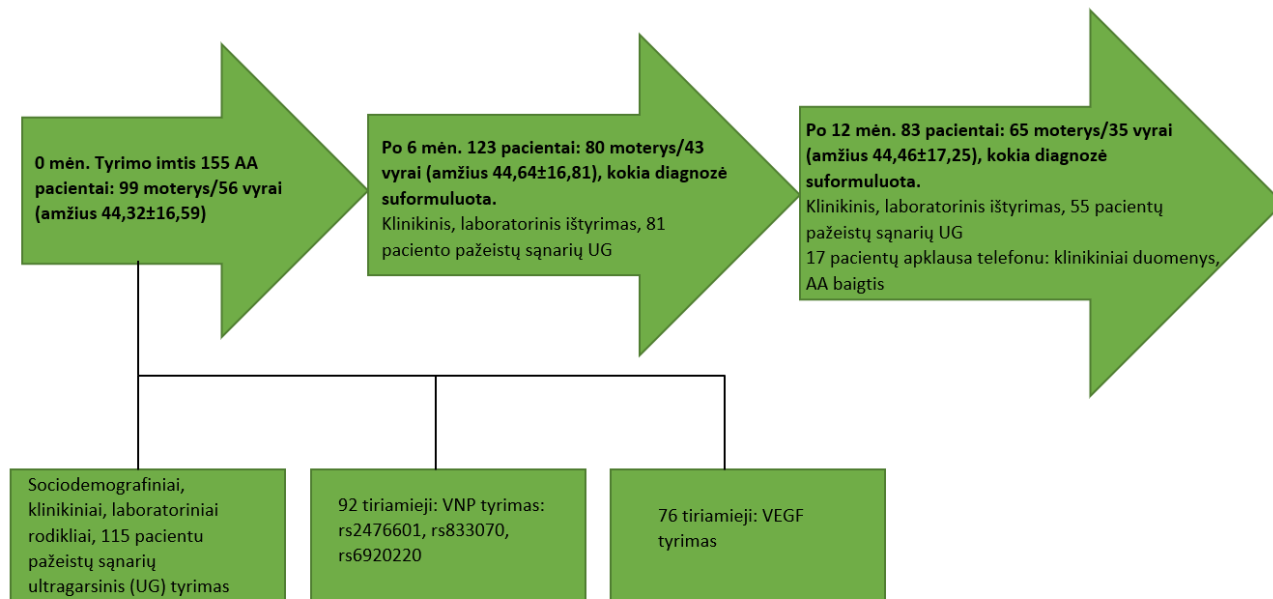 0 mėn. Tyrimo imtis 155 AA
pacientai: 99 moterys/56 vyrai
(amžius 44,32±16,59)
Po 6 mėn. 123 pacientai: 80 moterys/43
vyrai (amžius 44,64±16,81), kokia diagnozė
suformuluota.
Klinikinis, laboratorinis ištyrimas, 81
paciento pažeistų sąnarių UG
Po 12 mėn. 83 pacientai: 65 moterys/35 vyrai
(amžius 44,46±17,25), kokia diagnozė
suformuluota.
Klinikinis, laboratorinis ištyrimas, 55 pacientų
pažeistų sąnarių UG
17 pacientų apklausa telefonu: klinikiniai duomenys,
AA baigtis
Sociodemografiniai,
klinikiniai, laboratoriniai
rodikliai, 115 pacientu
pažeistų sąnarių
ultragarsinis (UG) tyrimas
92 tiriamieji: VNP tyrimas:
rs2476601, rs833070,
rs6920220
76 tiriamieji: VEGF
tyrimas